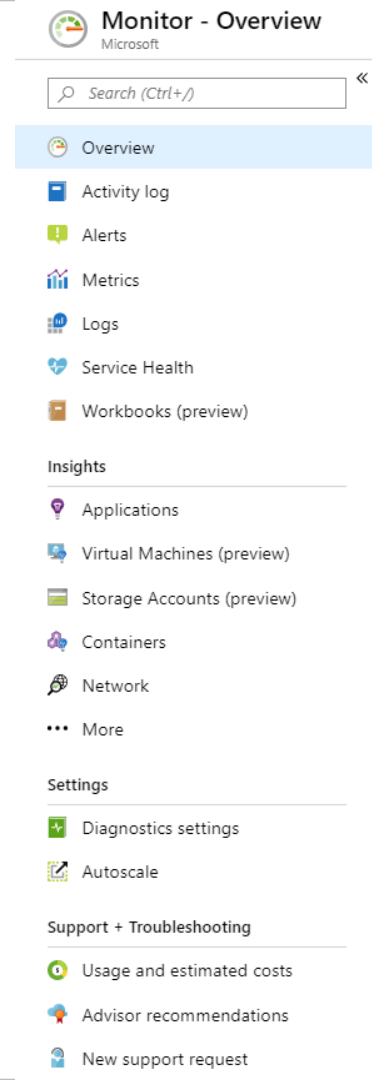 Monitor - Overview
Microsoft
Search (Ctrl+/)
Overview
Activity log
Alerts
Metrics
Logs
Service Health
Workbooks (preview)
Insights
Applications
Virtual Machines (preview)
Storage Accounts (preview)
Containers
Network
More
Settings
Diagnostics settings
Autoscale
Support + Troubleshooting
Usage and estimated costs
Advisor recommendations
New support request